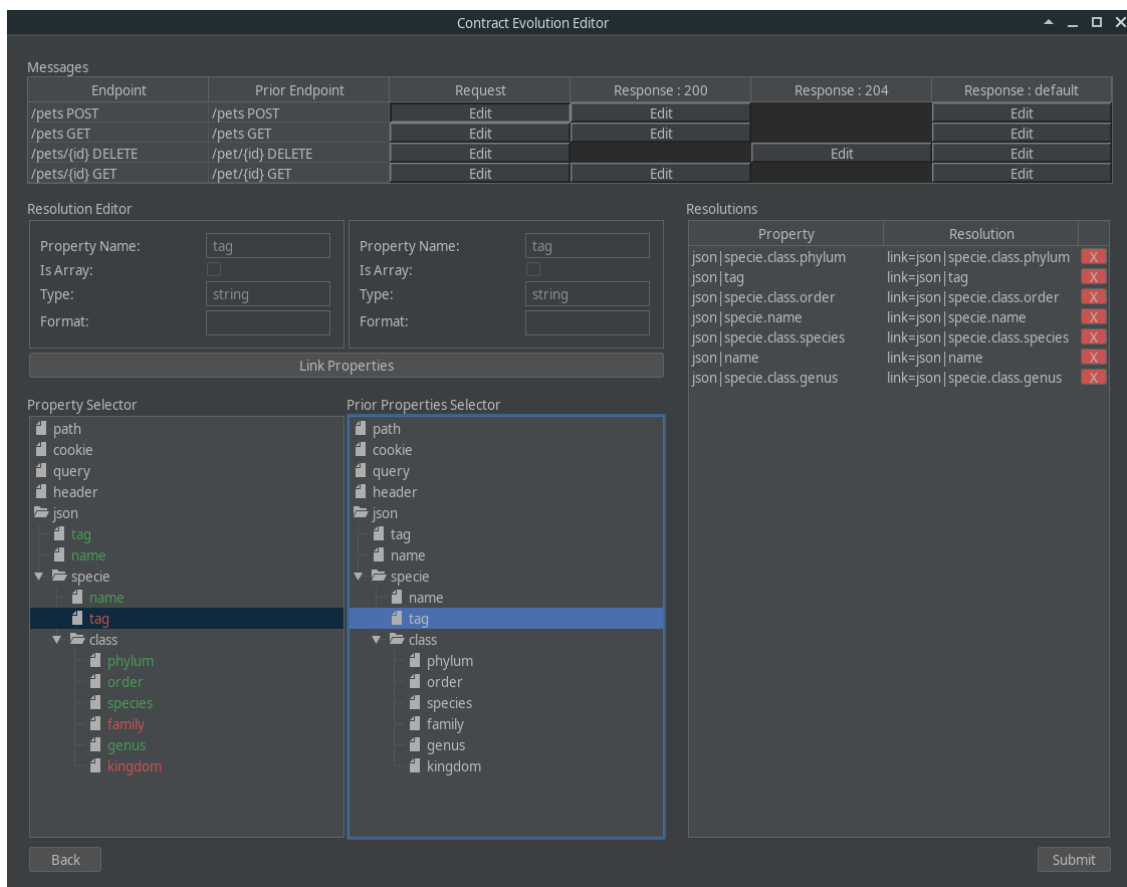 Contract Evolution Editor
Messages
Endpoint Prior Endpoint Request Response : 200 Response : 204 Response : default
/pets POST /pets POST Edit Edit Edit
/pets GET /pets GET Edit Edit Edit
/pets/{id} DELETE /pet/{id} DELETE Edit Edit Edit
/pets/{id} GET /pet/{id} GET Edit Edit Edit
Resolution Editor
Property Name: tag
Is Array:
Type: string
Format:
Property Name: tag
Is Array:
Type: string
Format:
Link Properties
Property Selector
path
cookie
query
header
json
tag
name
specie
name
tag
class
phylum
order
species
family
genus
kingdom
Prior Properties Selector
path
cookie
query
header
json
tag
name
specie
name
tag
class
phylum
order
species
family
genus
kingdom
Resolutions
Property Resolution
json|specie.class.phylum link=json|specie.class.phylum X
json|tag link=json|tag X
json|specie.class.order link=json|specie.class.order X
json|specie.name link=json|specie.name X
json|specie.class.species link=json|specie.class.species X
json|name link=json|name X
json|specie.class.genus link=json|specie.class.genus X
Back Submit